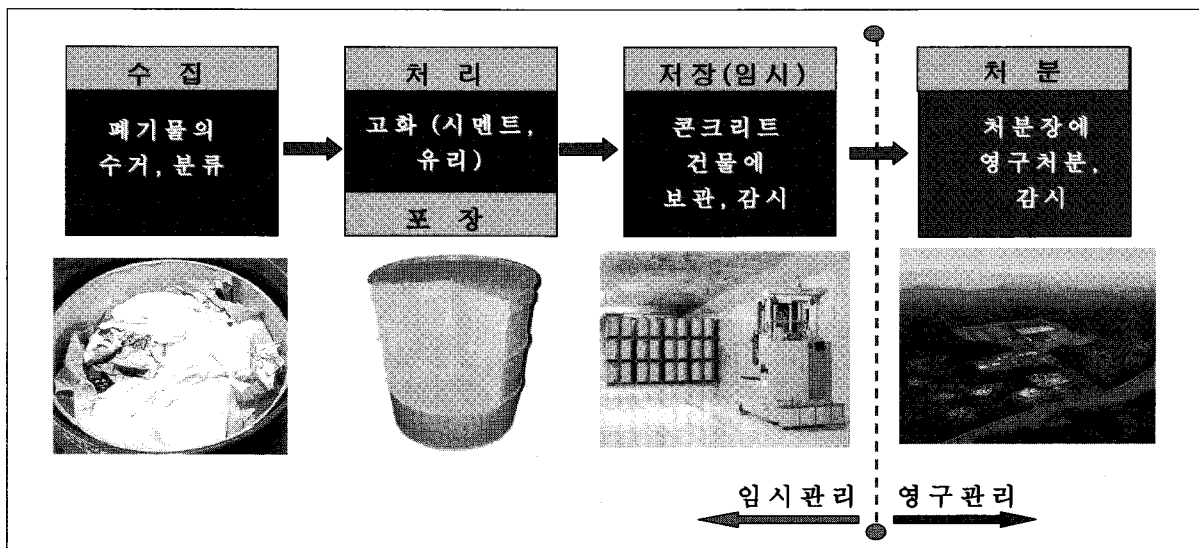 수 집
폐기물의
수거, 분류
처 리
고화 (시멘트,
유리)
포 장
저장(임시)
콘크리트
건물에
보관, 감시
처 분
처분장에
영구처분,
감시
임시관리
영구관리